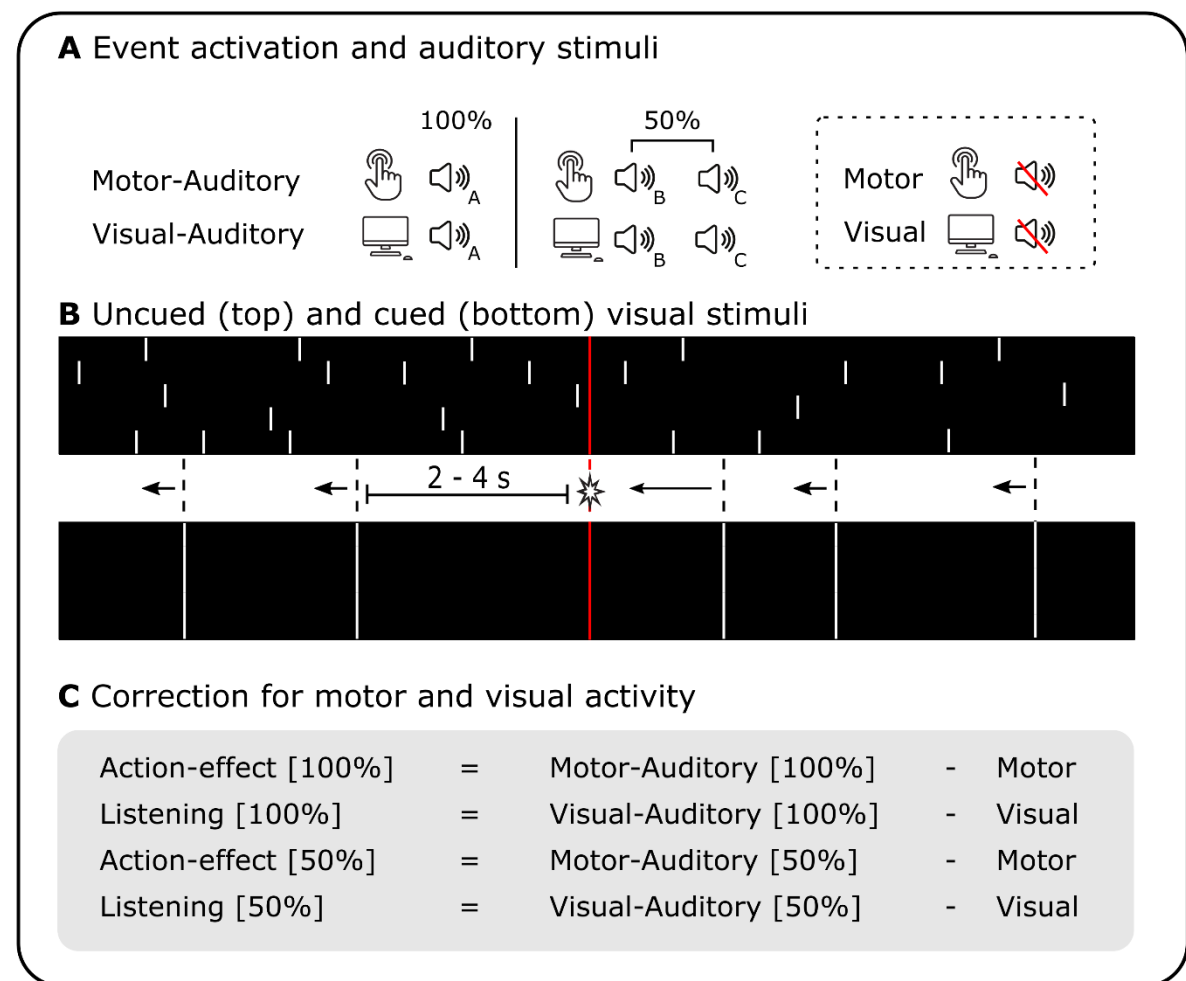 A Event activation and auditory stimuli
100% 50%
Motor-Auditory A B C Motor
Visual-Auditory A B C Visual
B Uncued (top) and cued (bottom) visual stimuli
2 - 4 s
C Correction for motor and visual activity
Action-effect [100%] = Motor-Auditory [100%] - Motor
Listening [100%] = Visual-Auditory [100%] - Visual
Action-effect [50%] = Motor-Auditory [50%] - Motor
Listening [50%] = Visual-Auditory [50%] - Visual